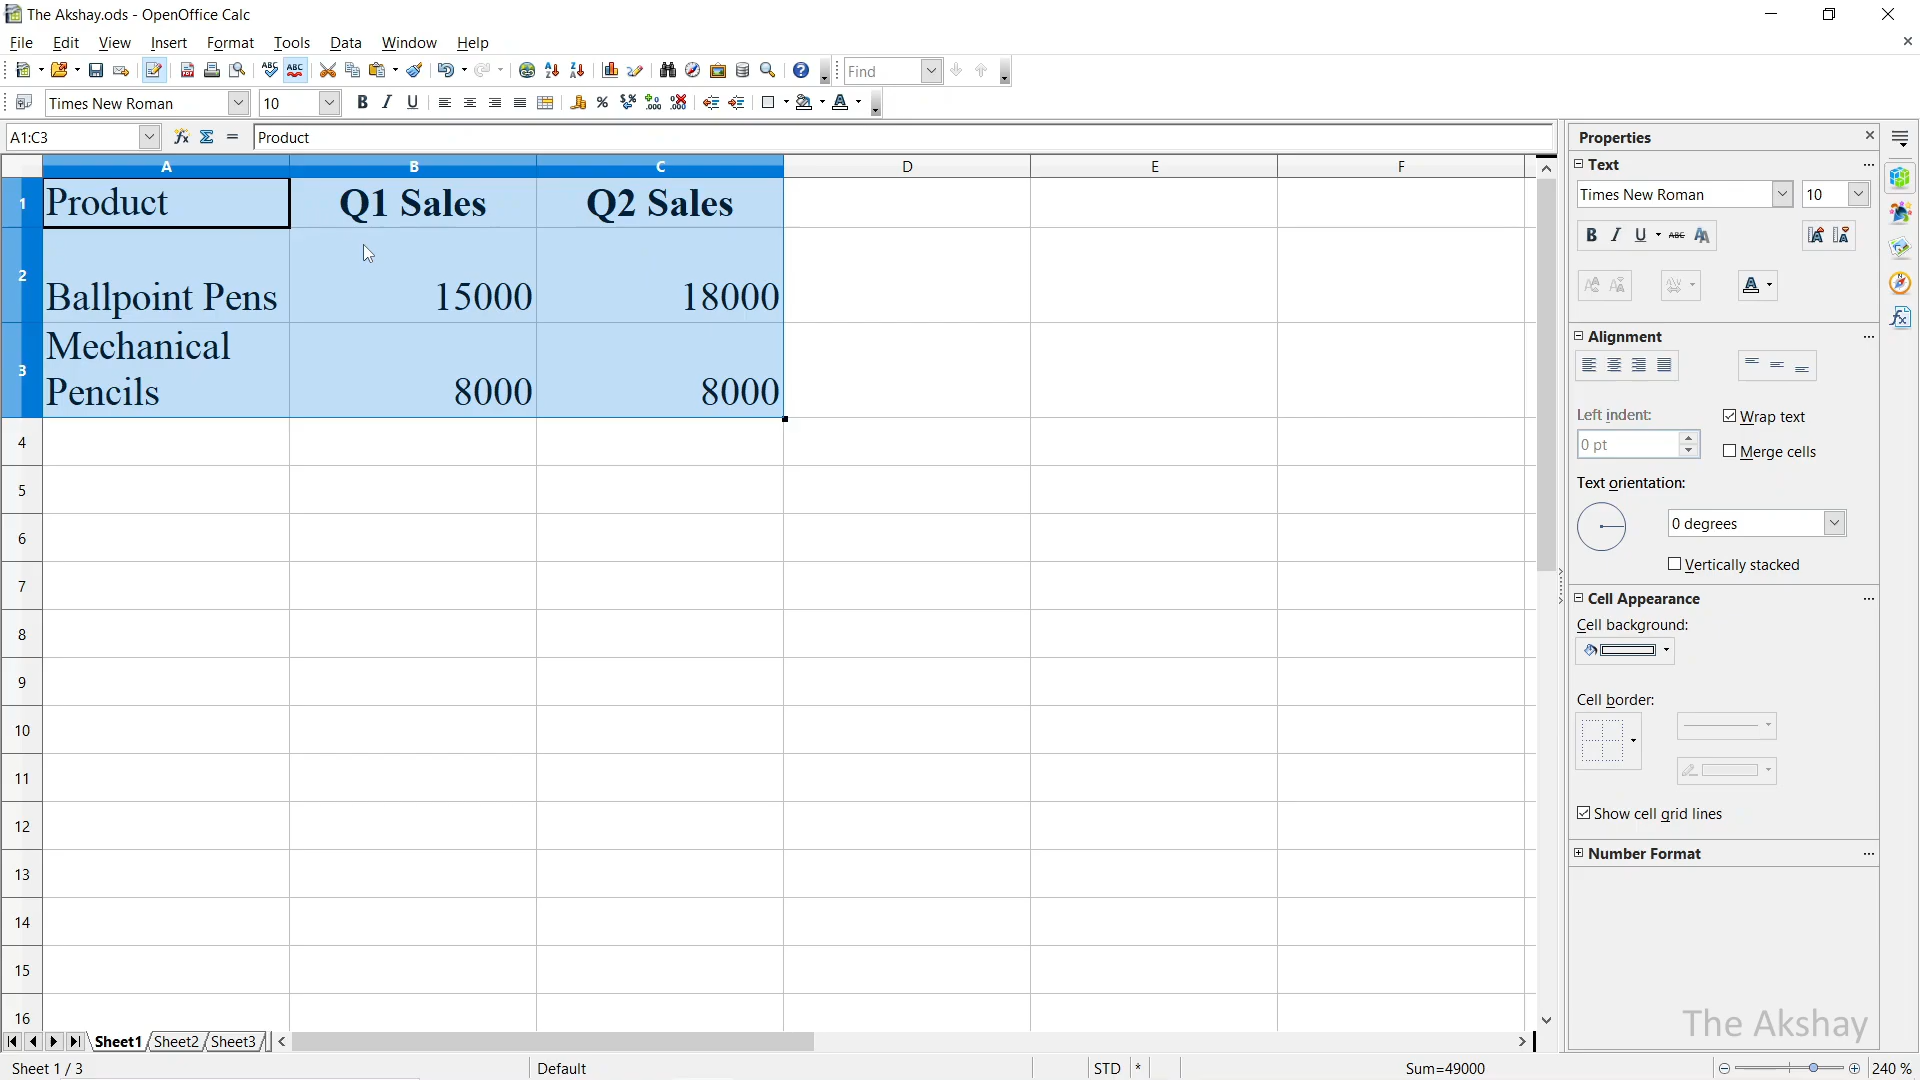 The Akshay.ods - OpenOffice Calc
File Edit View Insert Format Tools Data Window Help
ABC ABC Find
Times New Roman 10 B I U
A1:C3 Product
A B C D E F
1 Product Q1 Sales Q2 Sales
2 Ballpoint Pens 15000 18000
3 Mechanical
Pencils 8000 8000
4
5
6
7
8
9
10
11
12
13
14
15
16
Properties
Text
Times New Roman 10
B I U ABC
Alignment
Left indent: Wrap text
0 pt Merge cells
Text orientation:
0 degrees
Vertically stacked
Cell Appearance
Cell background:
Cell border:
Show cell grid lines
Number Format
The Akshay
Sheet1 Sheet2 Sheet3
Sheet 1 / 3 Default STD * Sum=49000 240 %